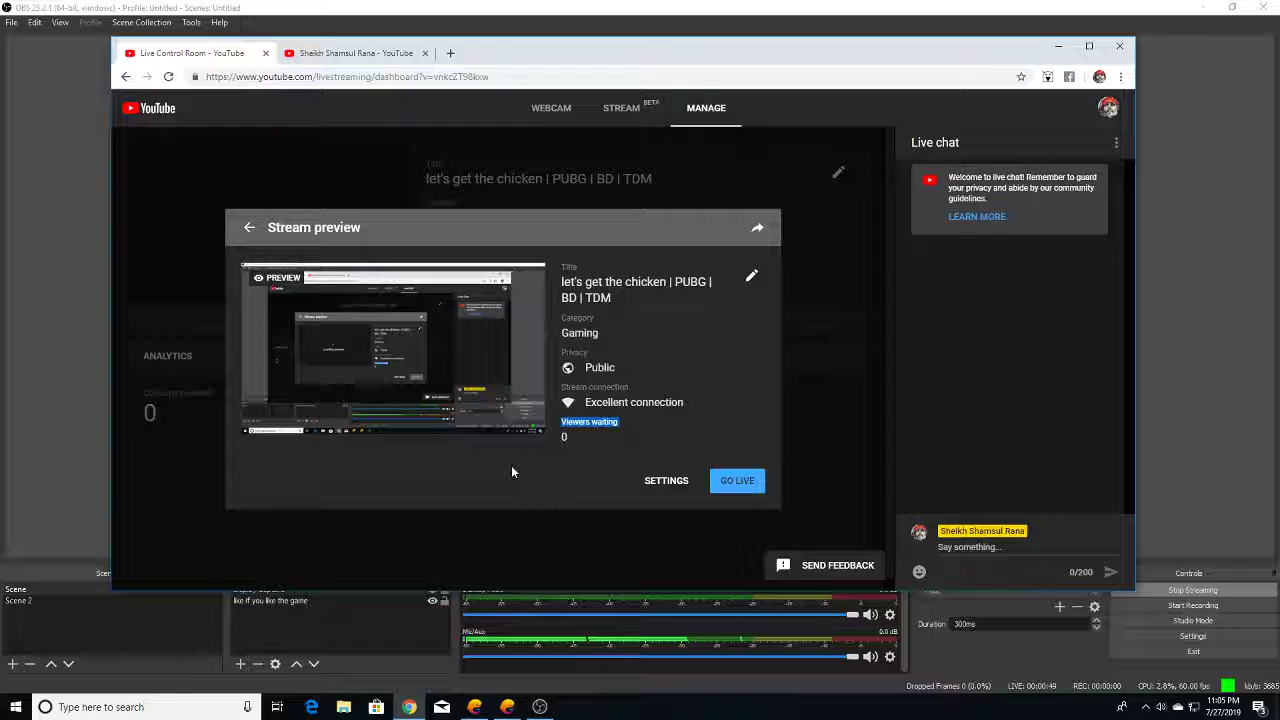 OBS 23.2.1 (64-bit, windows) - Profile: Untitled - Scenes: Untitled
File Edit View Profile Scene Collection Tools Help
Live Control Room - YouTube
Sheikh Shamsul Rana - YouTube
https://www.youtube.com/livestreaming/dashboard?v=vnkcZT98kxw
YouTube
WEBCAM STREAM BETA MANAGE
Title
let's get the chicken | PUBG | BD | TDM
Stream preview
PREVIEW
Title
let's get the chicken | PUBG |
BD | TDM
Category
Gaming
Privacy
Public
Stream connection
Excellent connection
Viewers waiting
0
SETTINGS GO LIVE
ANALYTICS
0
SEND FEEDBACK
Live chat
Welcome to live chat! Remember to guard
your privacy and abide by our community
guidelines.
LEARN MORE
Sheikh Shamsul Rana
Say something...
0/200
Scene
Scene 2
like if you like the game
Mic/Aux 0.0 dB
Duration 300ms
Controls
Stop Streaming
Start Recording
Studio Mode
Settings
Exit
Dropped Frames 0 (0.0%) LIVE: 00:00:49 REC: 00:00:00 CPU: 2.8%, 60.00 fps kb/s: 3685
Type here to search
11:05 PM
7/27/2019